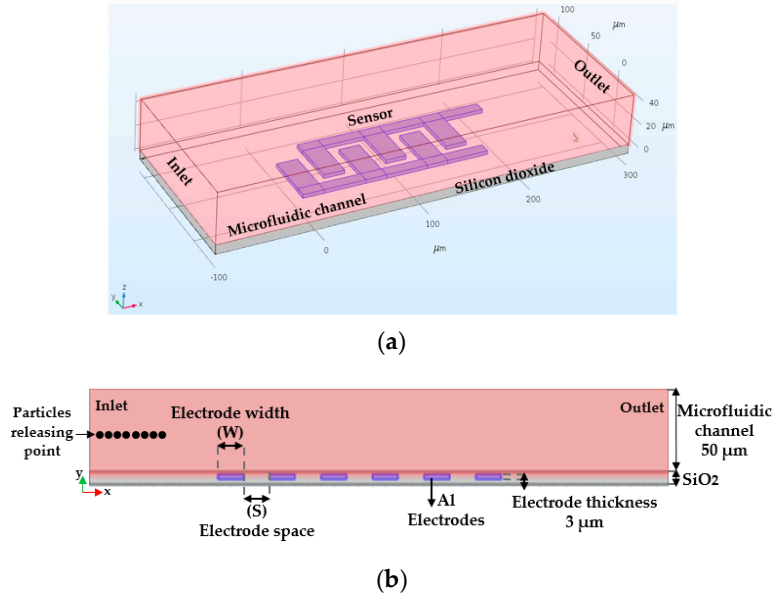 100
μm
50
0
Outlet
40
20
μm
0
Sensor
Inlet
Silicon dioxide
300
Microfluidic channel
200
100
μm
0
-100
z
y
x
(a)
Inlet
Outlet
Particles
releasing
point
Electrode width
(W)
Microfluidic
channel
50 μm
SiO2
y
x
(S)
Electrode space
Al
Electrodes
Electrode thickness
3 μm
(b)